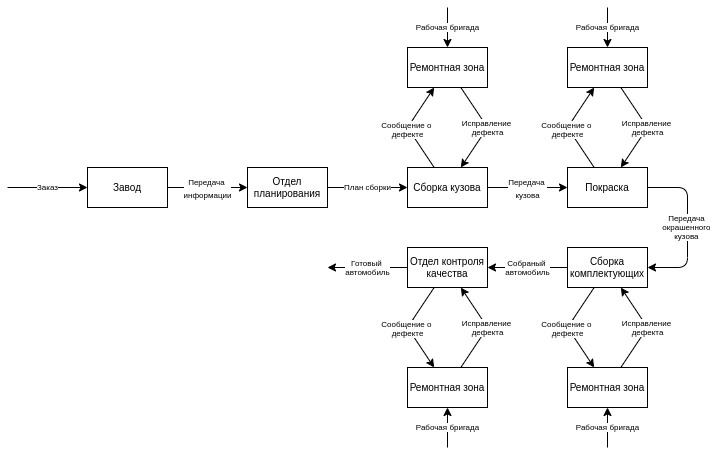 Рабочая бригада
Рабочая бригада
Ремонтная зона
Ремонтная зона
Сообщение о
дефекте
Исправление
дефекта
Сообщение о
дефекте
Исправление
дефекта
Заказ
Завод
Передача
информации
Отдел
планирования
План сборки
Сборка кузова
Передача
кузова
Покраска
Передача
окрашенного
кузова
Готовый
автомобиль
Отдел контроля
качества
Собраный
автомобиль
Сборка
комплектующих
Сообщение о
дефекте
Исправление
дефекта
Сообщение о
дефекте
Исправление
дефекта
Ремонтная зона
Ремонтная зона
Рабочая бригада
Рабочая бригада